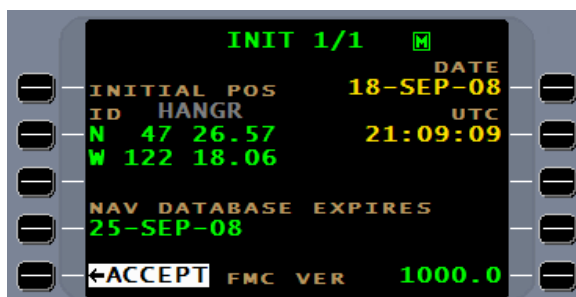 INIT 1/1 M
DATE
INITIAL POS 18-SEP-08
ID HANGR UTC
N 47 26.57 21:09:09
W 122 18.06
NAV DATABASE EXPIRES
25-SEP-08
←ACCEPT FMC VER 1000.0